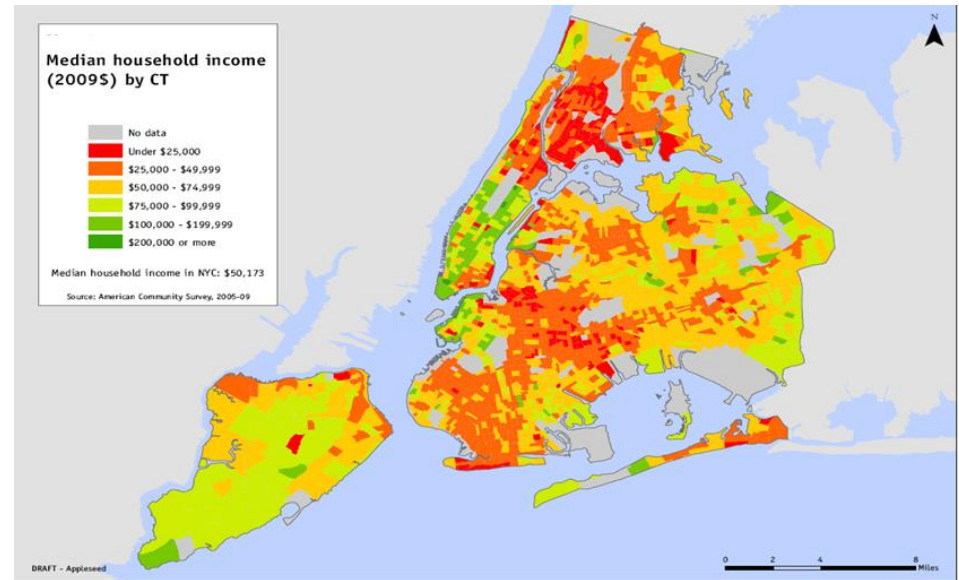 Median household income
(2009$) by CT
No data
Under $25,000
$25,000 - $49,999
$50,000 - $74,999
$75,000 - $99,999
$100,000 - $199,999
$200,000 or more
Median household income in NYC: $50,173
Source: American Community Survey, 2005-09
N
DRAFT - Appleseed
0 2 4 8
Miles